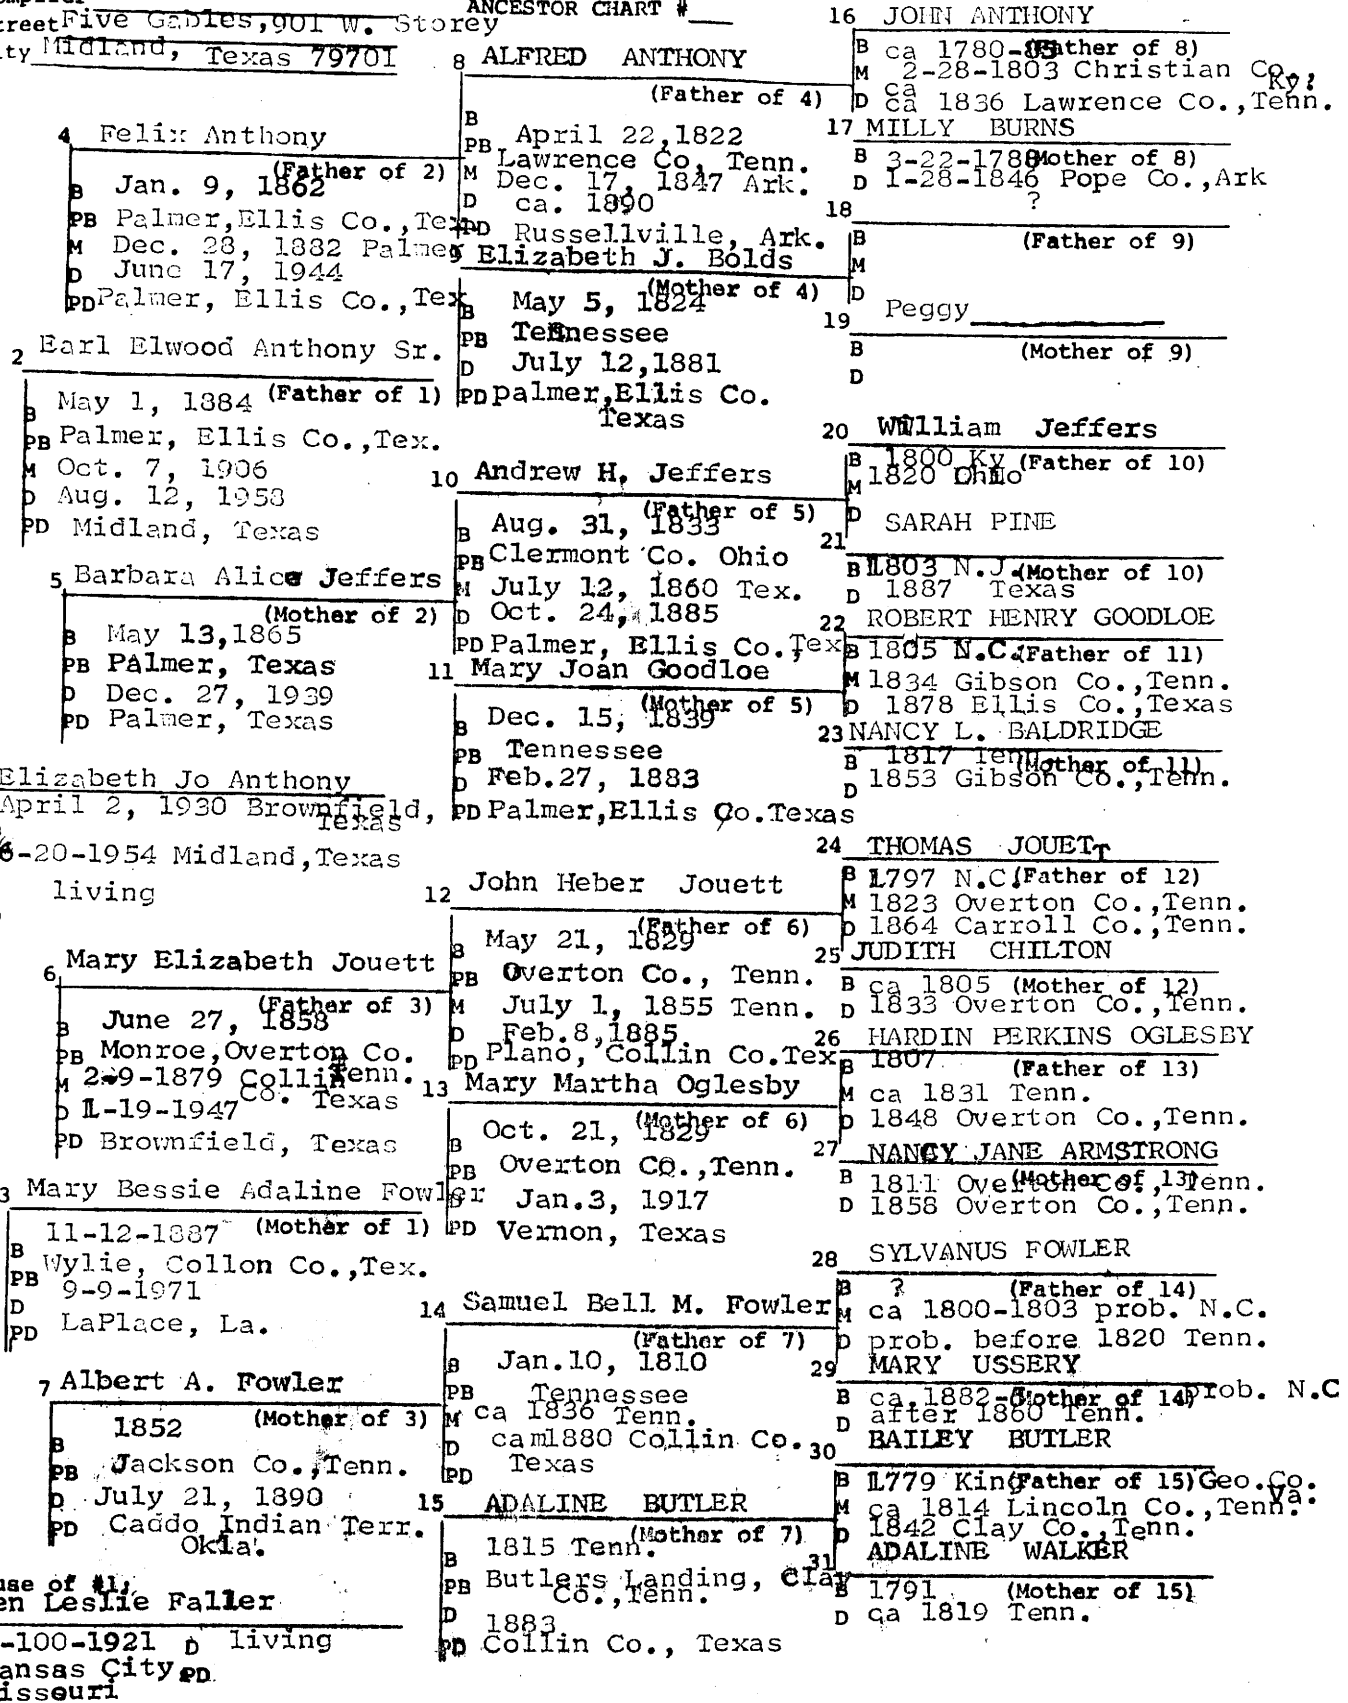 Street Five Gables,901 W. Storey
City Midland, Texas 79701
ANCESTOR CHART #
4 Felix Anthony
(Father of 2)
B Jan. 9, 1862
PB Palmer,Ellis Co.,Tex
M Dec. 28, 1882 Palmer
D June 17, 1944
PD Palmer, Ellis Co.,Tex
2 Earl Elwood Anthony Sr.
B May 1, 1884 (Father of 1)
PB Palmer, Ellis Co.,Tex.
M Oct. 7, 1906
D Aug. 12, 1958
PD Midland, Texas
5 Barbara Alice Jeffers
(Mother of 2)
B May 13,1865
PB Palmer, Texas
D Dec. 27, 1939
PD Palmer, Texas
Elizabeth Jo Anthony
April 2, 1930 Brownfield,
Texas
6-20-1954 Midland,Texas
living
6 Mary Elizabeth Jouett
(Father of 3)
B June 27, 1858
PB Monroe,Overton Co.
Tenn.
M 2-9-1879 Collin
Co. Texas
D 1-19-1947
PD Brownfield, Texas
3 Mary Bessie Adaline Fowler
11-12-1887 (Mother of 1)
B
PB Wylie, Collon Co.,Tex.
9-9-1971
D
PD LaPlace, La.
7 Albert A. Fowler
1852 (Mother of 3)
B
PB Jackson Co.,Tenn.
D July 21, 1890
PD Caddo Indian Terr.
Okla.
use of #1,
en Leslie Faller
-100-1921 D living
ansas City PD
issouri
8 ALFRED ANTHONY
(Father of 4)
B
PB April 22,1822
Lawrence Co, Tenn.
M Dec. 17, 1847 Ark.
D ca. 1890
PD Russellville, Ark.
9 Elizabeth J. Bolds
(Mother of 4)
B May 5, 1824
PB Tennessee
D July 12,1881
PD palmer,Ellis Co.
Texas
10 Andrew H. Jeffers
(Father of 5)
B Aug. 31, 1833
PB Clermont Co. Ohio
M July 12, 1860 Tex.
D Oct. 24, 1885
PD Palmer, Ellis Co.Tex
11 Mary Joan Goodloe
(Mother of 5)
B Dec. 15, 1839
PB Tennessee
D Feb.27, 1883
PD Palmer,Ellis Co.Texas
12 John Heber Jouett
(Father of 6)
B May 21, 1829
PB Overton Co., Tenn.
M July 1, 1855 Tenn.
D Feb.8,1885
PD Plano, Collin Co.Tex
13 Mary Martha Oglesby
(Mother of 6)
B Oct. 21, 1829
PB Overton Co.,Tenn.
D Jan.3, 1917
PD Vernon, Texas
14 Samuel Bell M. Fowler
(Father of 7)
B Jan.10, 1810
PB Tennessee
M ca 1836 Tenn.
D cam1880 Collin Co.
PD Texas
15 ADALINE BUTLER
(Mother of 7)
B 1815 Tenn.
PB Butlers Landing, Clay
Co.,Tenn.
D 1883
PD Collin Co., Texas
16 JOHN ANTHONY
B ca 1780-85 (Father of 8)
M 2-28-1803 Christian Co.,
Ky.
ca
D ca 1836 Lawrence Co.,Tenn.
17 MILLY BURNS
B 3-22-1788 (Mother of 8)
D 1-28-1846 Pope Co.,Ark
?
18
B (Father of 9)
M
D
Peggy
19
B (Mother of 9)
D
20 William Jeffers
B 1800 Ky (Father of 10)
M 1820 Ohio
D
SARAH PINE
21
B 1803 N.J. (Mother of 10)
D 1887 Texas
22 ROBERT HENRY GOODLOE
B 1805 N.C. (Father of 11)
M 1834 Gibson Co.,Tenn.
D 1878 Ellis Co.,Texas
23 NANCY L. BALDRIDGE
B 1817 Tenn (Mother of 11)
D 1853 Gibson Co.,Tenn.
24 THOMAS JOUETT
B 1797 N.C. (Father of 12)
M 1823 Overton Co.,Tenn.
D 1864 Carroll Co.,Tenn.
25 JUDITH CHILTON
B ca 1805 (Mother of 12)
D 1833 Overton Co.,Tenn.
26 HARDIN PERKINS OGLESBY
B 1807 (Father of 13)
M ca 1831 Tenn.
D 1848 Overton Co.,Tenn.
27 NANCY JANE ARMSTRONG
B 1811 Overton Co.,Tenn. (Mother of 13)
D 1858 Overton Co.,Tenn.
28 SYLVANUS FOWLER
B ? (Father of 14)
M ca 1800-1803 prob. N.C.
D prob. before 1820 Tenn.
29 MARY USSERY
B ca 1882- (Mother of 14) prob. N.C
D after 1860 Tenn.
30 BAILEY BUTLER
B 1779 King (Father of 15) Geo.Co.
Va.
M ca 1814 Lincoln Co.,Tenn.
D 1842 Clay Co.,Tenn.
31 ADALINE WALKER
B 1791 (Mother of 15)
D ca 1819 Tenn.